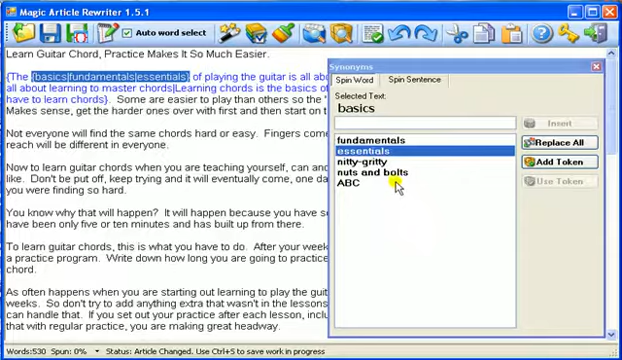 Magic Article Rewriter 1.5.1
Auto word select
Learn Guitar Chord, Practice Makes It So Much Easier.
{The {basics|fundamentals|essentials} of playing the guitar is all abo
all about learning to master chords|Learning chords is the basics o
have to learn chords}. Some are easier to play than others so the "
Makes sense, get the harder ones over with first and then start on t
Not everyone will find the same chords hard or easy. Fingers come
reach will be different in everyone.
Now to learn guitar chords when you are teaching yourself, can and
like. Don't be put off, keep trying and it will eventually come, one da
you were finding so hard.
You know why that will happen? It will happen because you have se
have been only five or ten minutes and has built up from there.
To learn guitar chords, this is what you have to do. After your week
a practice program. Write down how long you are going to practice
chord.
As often happens when you are starting out learning to play the guita
weeks. So don't try to add anything extra that wasn't in the lessons
can handle that. If you set out your practice after each lesson, inclu
that with regular practice, you are making great headway.
Synonyms
Spin Word
Spin Sentence
Selected Text:
basics
Insert
fundamentals
essentials
nitty-gritty
nuts and bolts
ABC
Replace All
Add Token
Use Token
Words:530 Spun: 0% Status: Article Changed. Use Ctrl+S to save work in progress